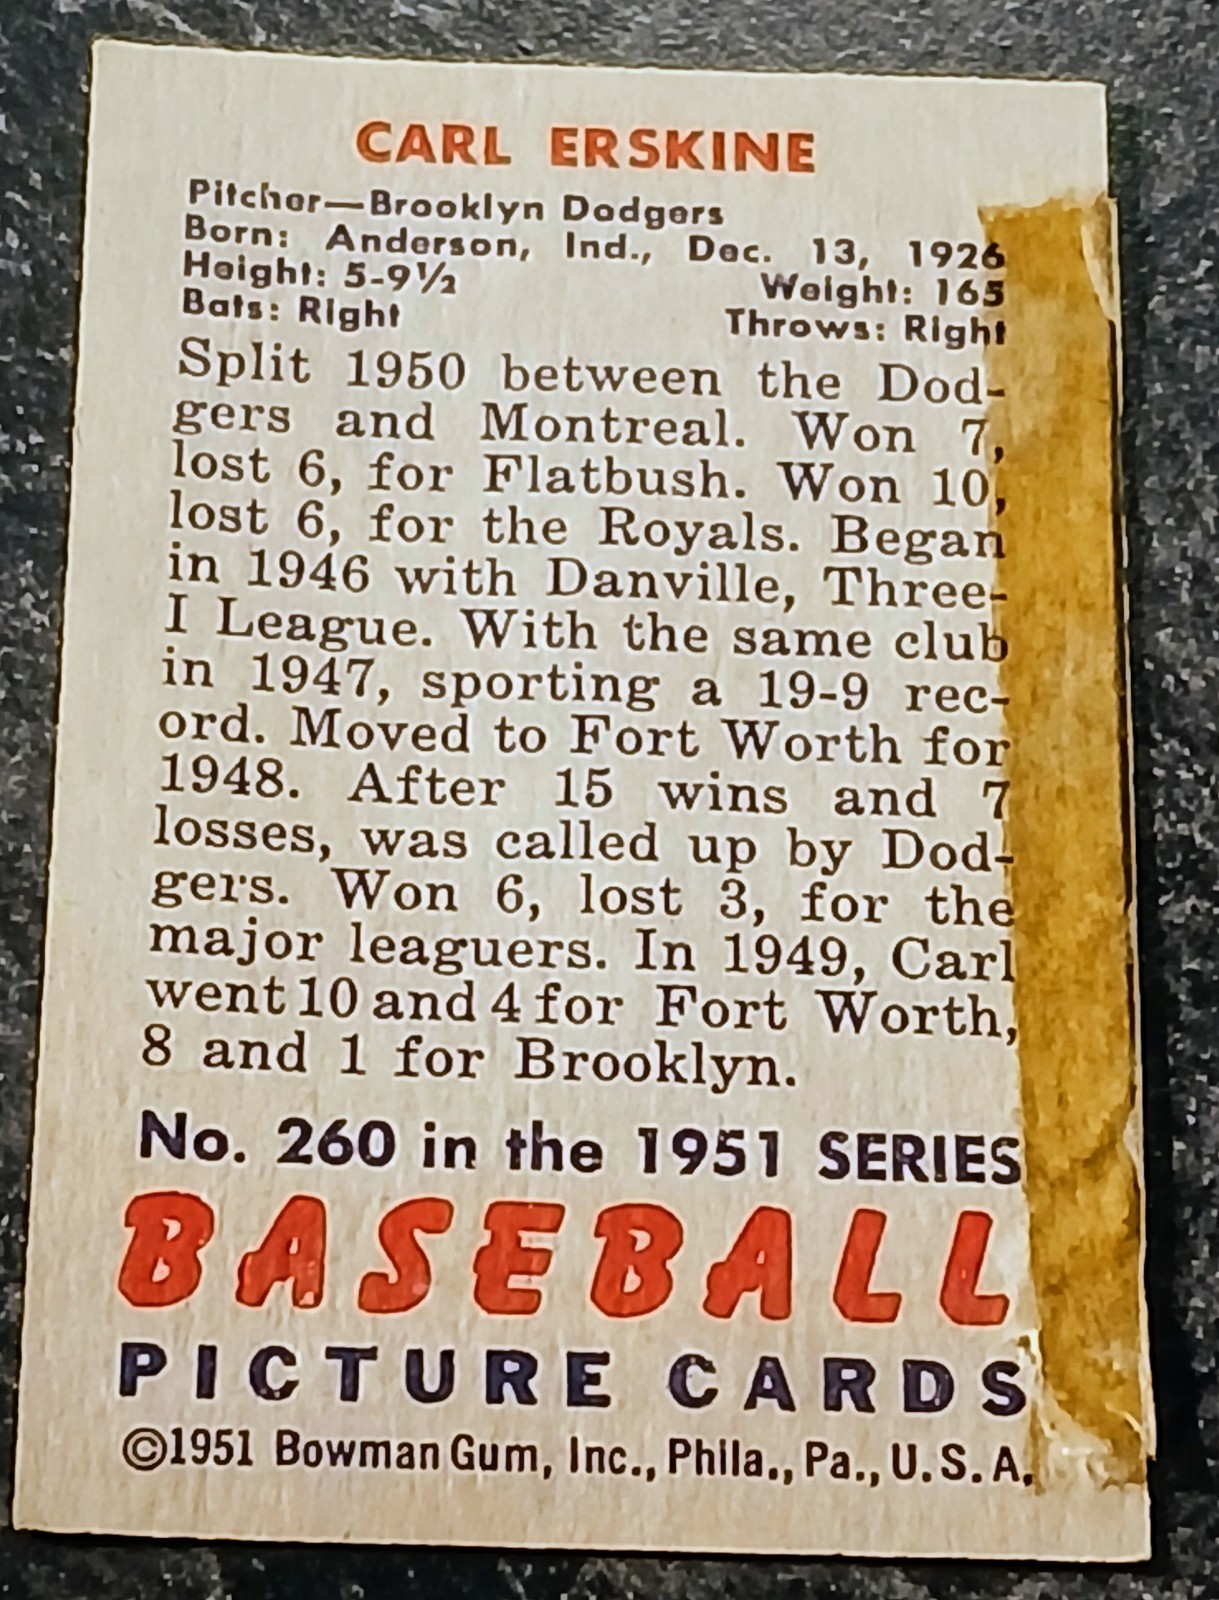 CARL ERSKINE
Pitcher—Brooklyn Dodgers
Born: Anderson, Ind., Dec. 13, 1926
Height: 5-9½ Weight: 165
Bats: Right Throws: Right
Split 1950 between the Dod-
gers and Montreal. Won 7,
lost 6, for Flatbush. Won 10,
lost 6, for the Royals. Began
in 1946 with Danville, Three-
I League. With the same club
in 1947, sporting a 19-9 rec-
ord. Moved to Fort Worth for
1948. After 15 wins and 7
losses, was called up by Dod-
gers. Won 6, lost 3, for the
major leaguers. In 1949, Carl
went 10 and 4 for Fort Worth,
8 and 1 for Brooklyn.
No. 260 in the 1951 SERIES
BASEBALL
PICTURE CARDS
©1951 Bowman Gum, Inc., Phila., Pa., U.S.A.